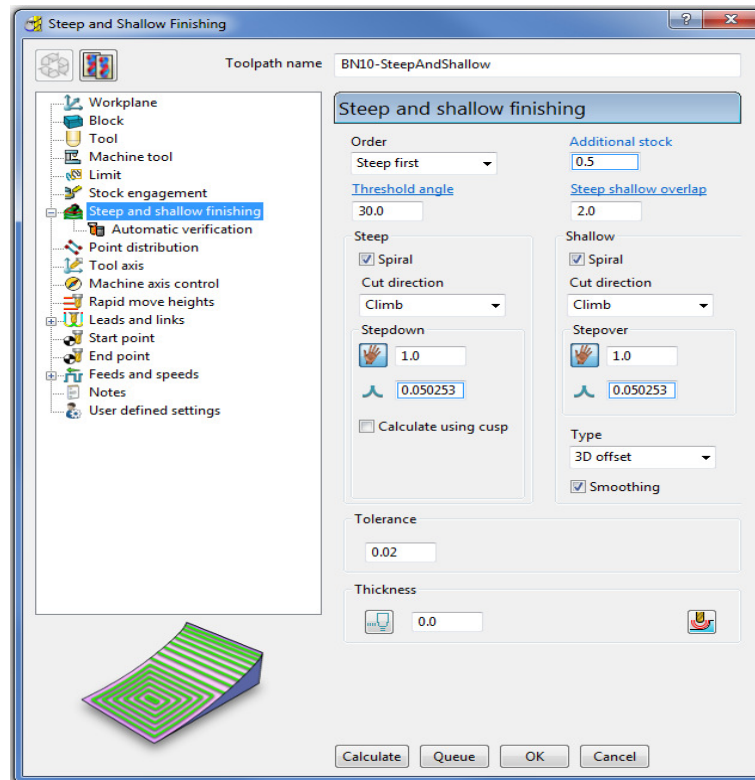 Steep and Shallow Finishing
Toolpath name BN10-SteepAndShallow
Workplane
Block
Tool
Machine tool
Limit
Stock engagement
Steep and shallow finishing
Automatic verification
Point distribution
Tool axis
Machine axis control
Rapid move heights
Leads and links
Start point
End point
Feeds and speeds
Notes
User defined settings
Steep and shallow finishing
Order
Steep first
Additional stock
0.5
Threshold angle
30.0
Steep shallow overlap
2.0
Steep
Spiral
Cut direction
Climb
Stepdown
1.0
0.050253
Calculate using cusp
Shallow
Spiral
Cut direction
Climb
Stepover
1.0
0.050253
Type
3D offset
Smoothing
Tolerance
0.02
Thickness
0.0
Calculate Queue OK Cancel